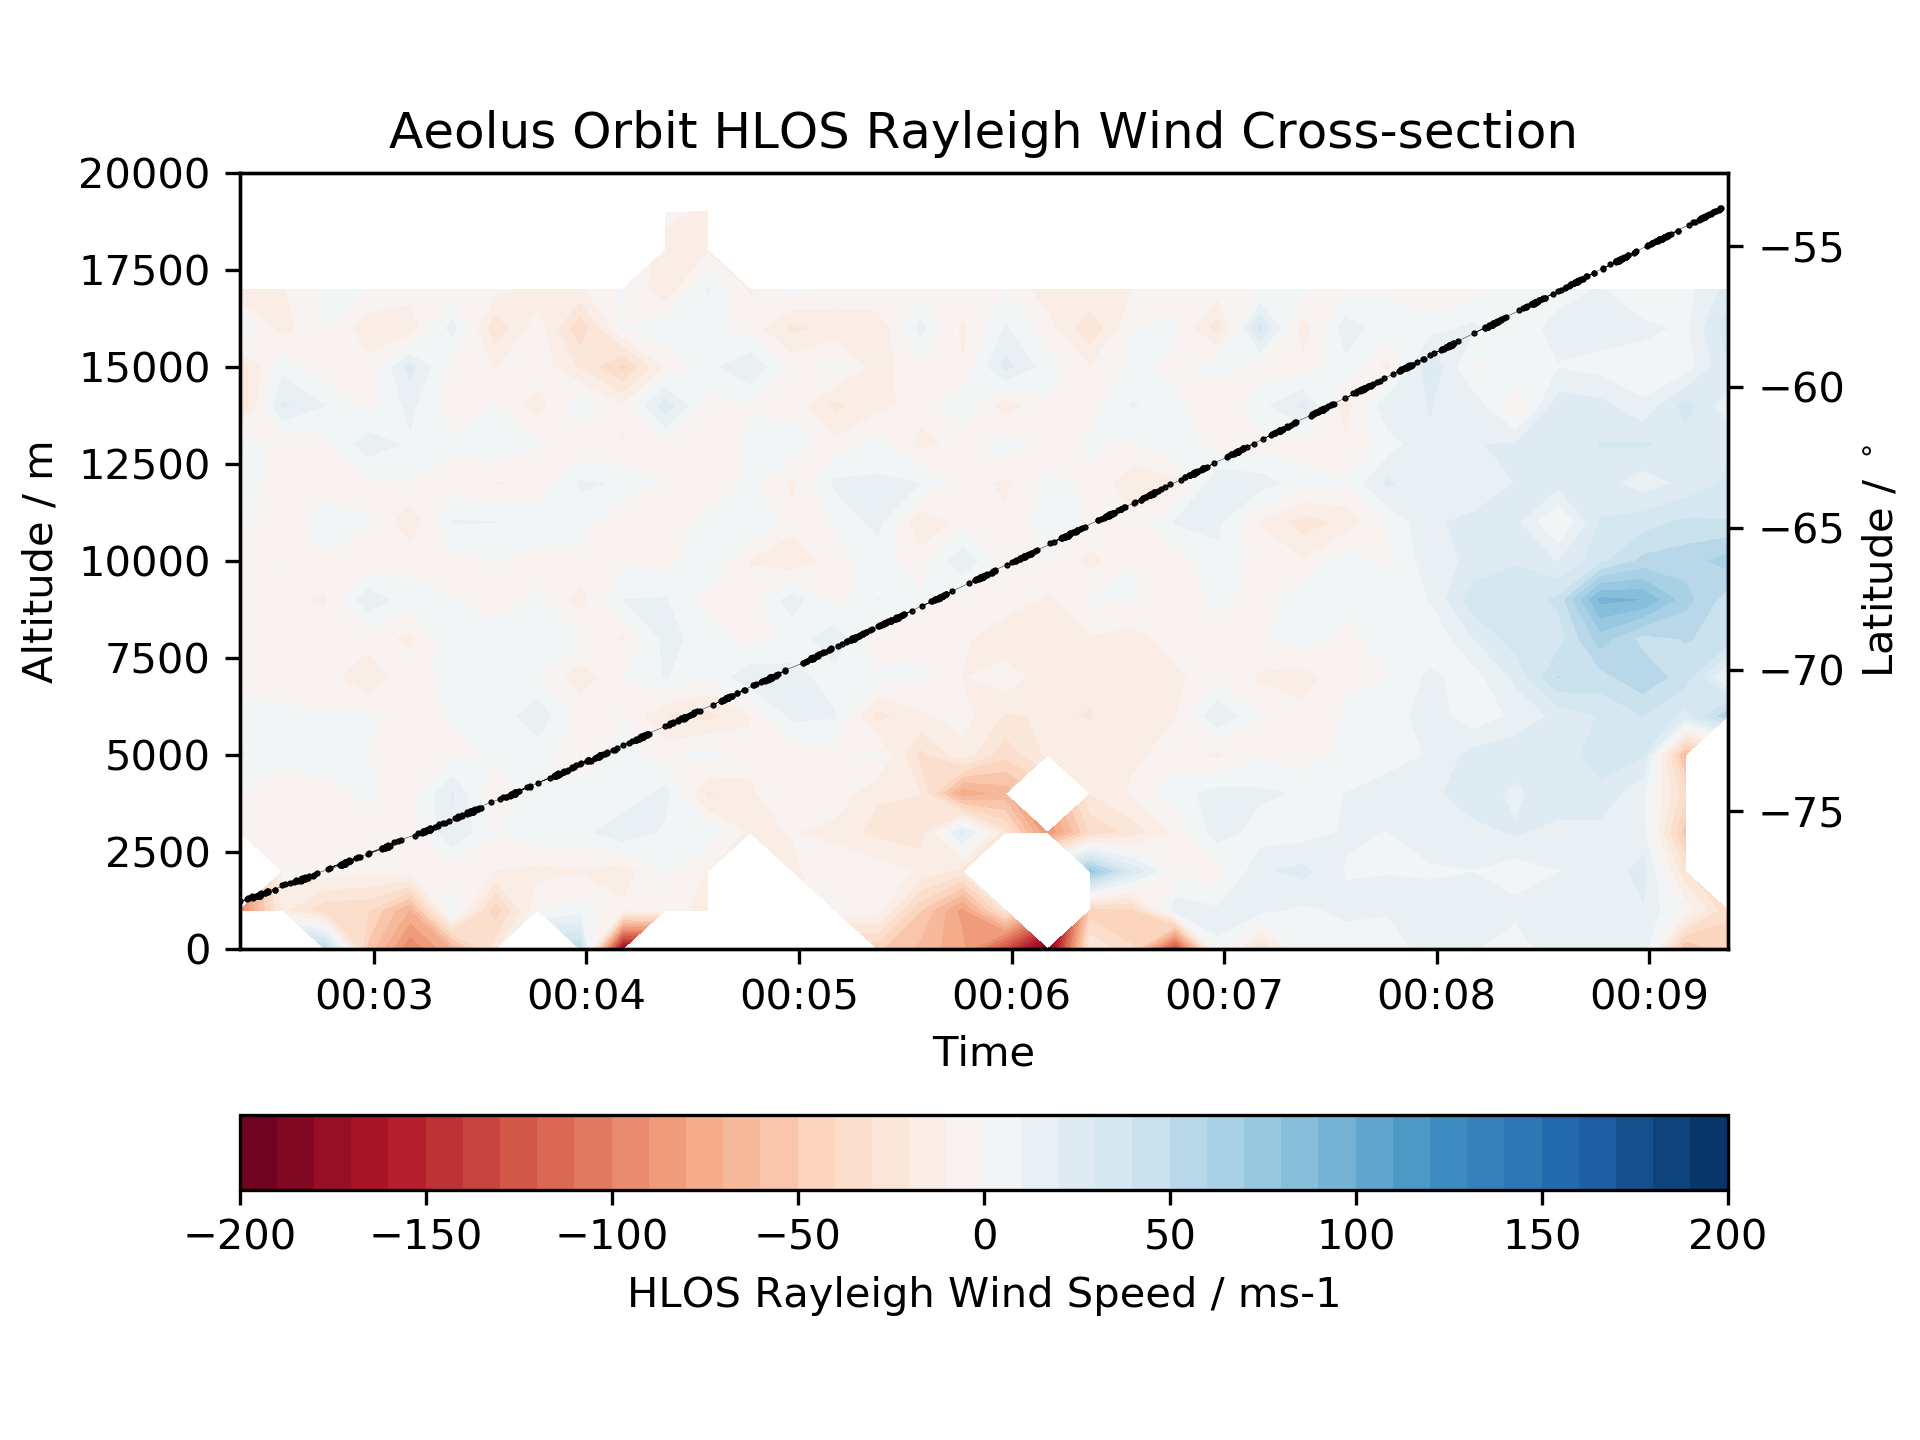 Aeolus Orbit HLOS Rayleigh Wind Cross-section
20000
17500
15000
12500
10000
7500
5000
2500
0
Altitude / m
−55
−60
−65
−70
−75
Latitude / °
00:03 00:04 00:05 00:06 00:07 00:08 00:09
Time
−200 −150 −100 −50 0 50 100 150 200
HLOS Rayleigh Wind Speed / ms-1